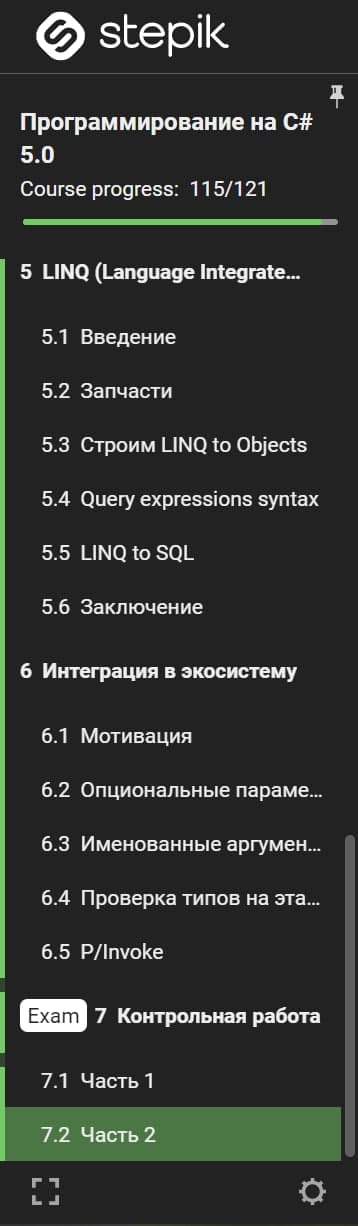 stepik
Программирование на C#
5.0
Course progress: 115/121
5 LINQ (Language Integrate...
5.1 Введение
5.2 Запчасти
5.3 Строим LINQ to Objects
5.4 Query expressions syntax
5.5 LINQ to SQL
5.6 Заключение
6 Интеграция в экосистему
6.1 Мотивация
6.2 Опциональные параме...
6.3 Именованные аргумен...
6.4 Проверка типов на эта...
6.5 P/Invoke
Exam 7 Контрольная работа
7.1 Часть 1
7.2 Часть 2